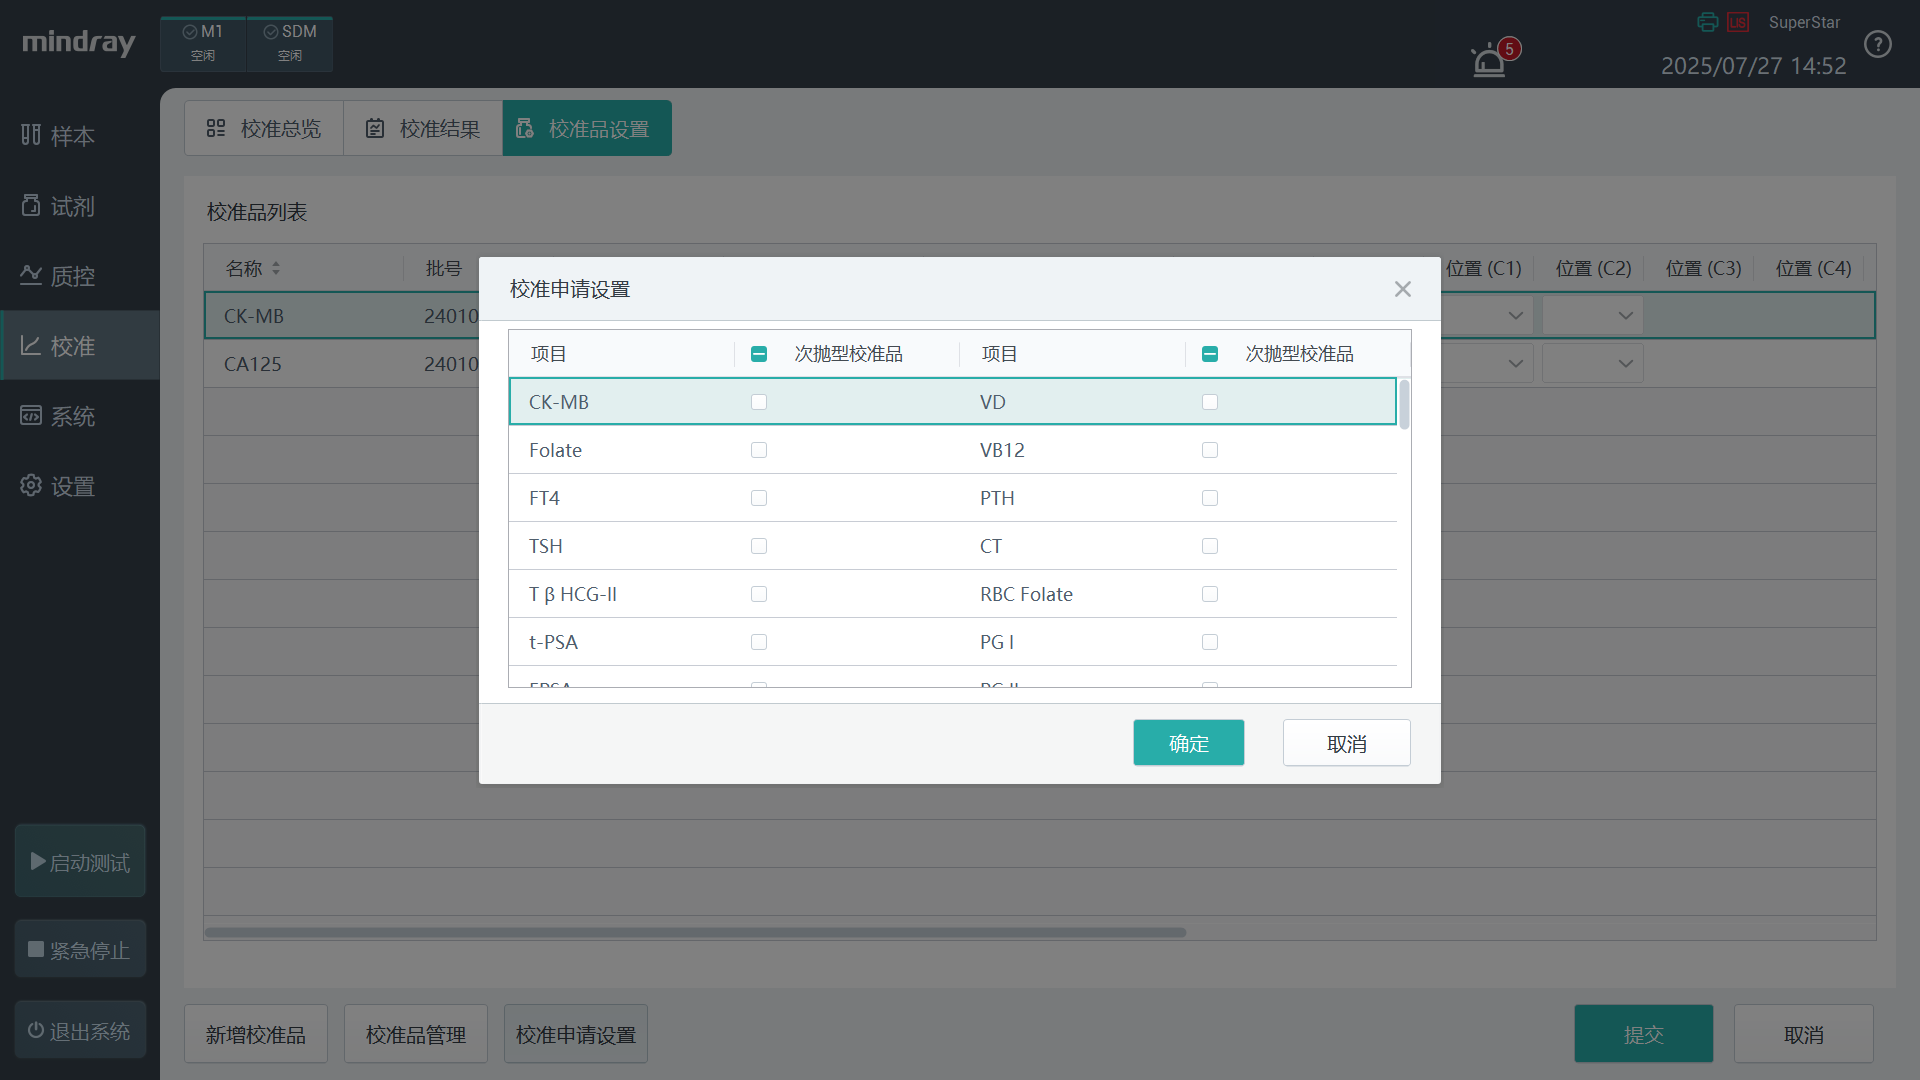 mindray
M1
空闲
SDM
空闲
5
LIS
SuperStar
2025/07/27 14:52
?
样本
试剂
质控
校准
系统
设置
启动测试
紧急停止
退出系统
校准总览
校准结果
校准品设置
校准品列表
名称 批号 位置 (C1) 位置 (C2) 位置 (C3) 位置 (C4)
CK-MB 24010
CA125 24010
校准申请设置
项目 次抛型校准品 项目 次抛型校准品
CK-MB VD
Folate VB12
FT4 PTH
TSH CT
T β HCG-II RBC Folate
t-PSA PG I
FPSA PG II
确定
取消
新增校准品
校准品管理
校准申请设置
提交
取消